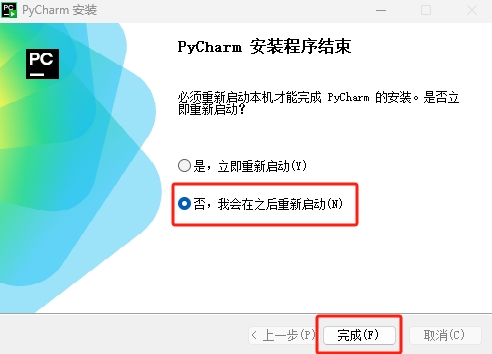 PyCharm 安装
PC
PyCharm 安装程序结束
必须重新启动本机才能完成 PyCharm 的安装。是否立
即重新启动？
是，立即重新启动(Y)
否，我会在之后重新启动(N)
< 上一步(P)
完成(F)
取消(C)